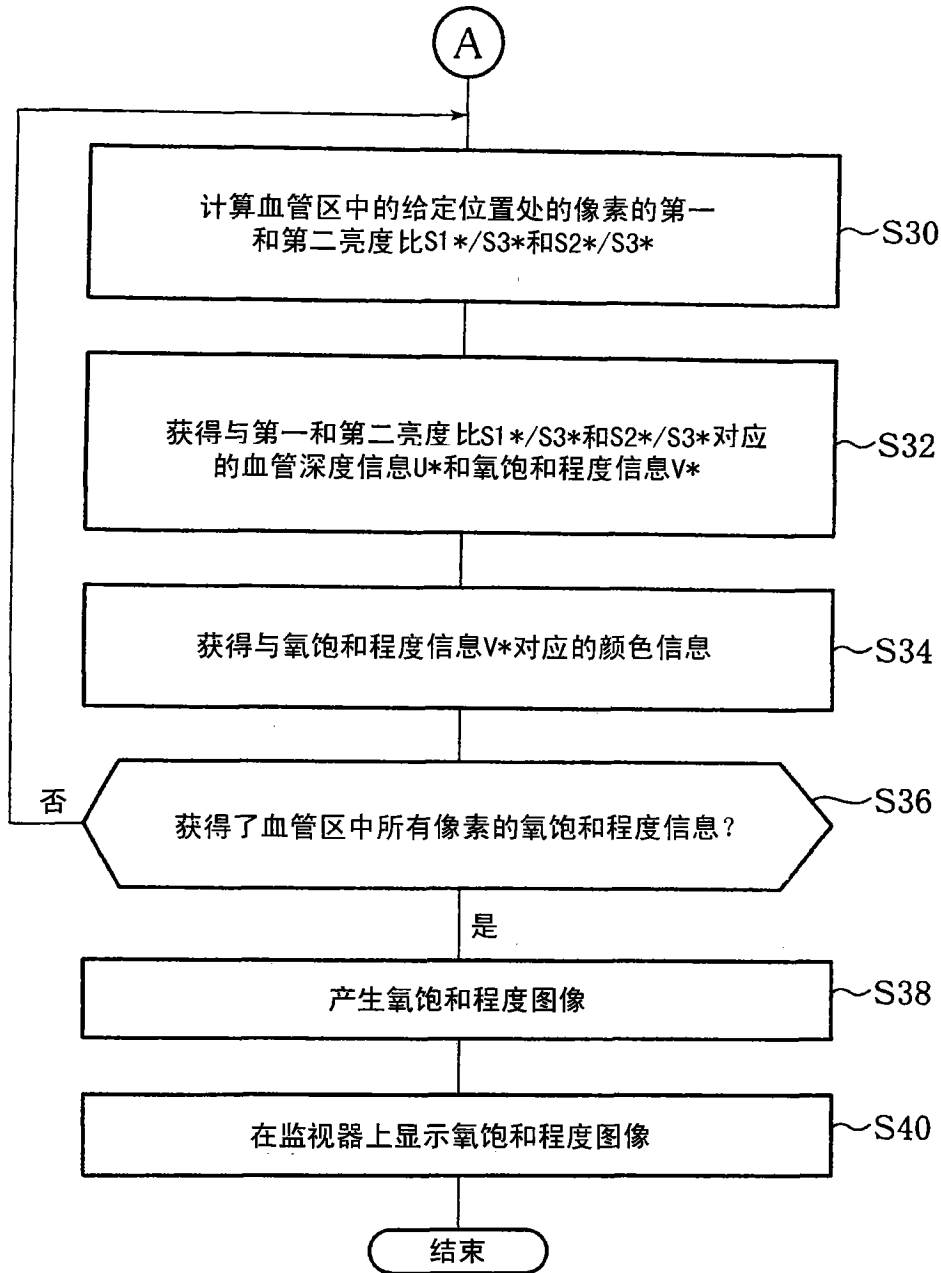 A
计算血管区中的给定位置处的像素的第一
和第二亮度比S1*/S3*和S2*/S3*
S30
获得与第一和第二亮度比S1*/S3*和S2*/S3*对应
的血管深度信息U*和氧饱和程度信息V*
S32
获得与氧饱和程度信息V*对应的颜色信息
S34
否
获得了血管区中所有像素的氧饱和程度信息？
S36
是
产生氧饱和程度图像
S38
在监视器上显示氧饱和程度图像
S40
结束